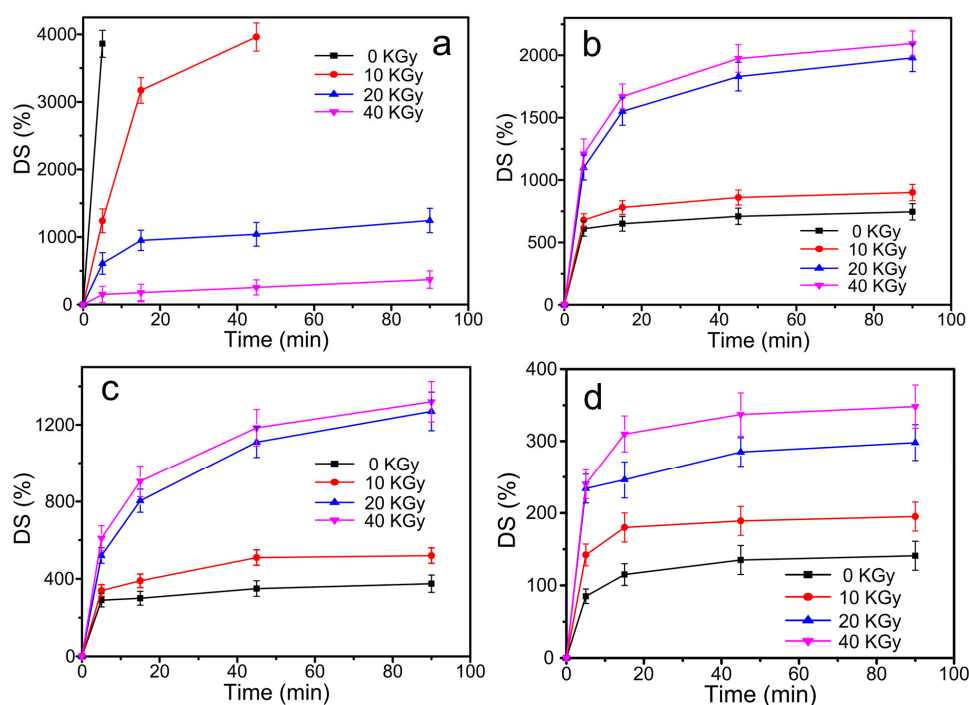 a
4000
3000
2000
1000
0
DS (%)
0 KGy
10 KGy
20 KGy
40 KGy
0 20 40 60 80 100
Time (min)
b
2000
1500
1000
500
0
DS (%)
0 KGy
10 KGy
20 KGy
40 KGy
0 20 40 60 80 100
Time (min)
c
1200
800
400
0
DS (%)
0 KGy
10 KGy
20 KGy
40 KGy
0 20 40 60 80 100
Time (min)
d
400
300
200
100
0
DS (%)
0 KGy
10 KGy
20 KGy
40 KGy
0 20 40 60 80 100
Time (min)